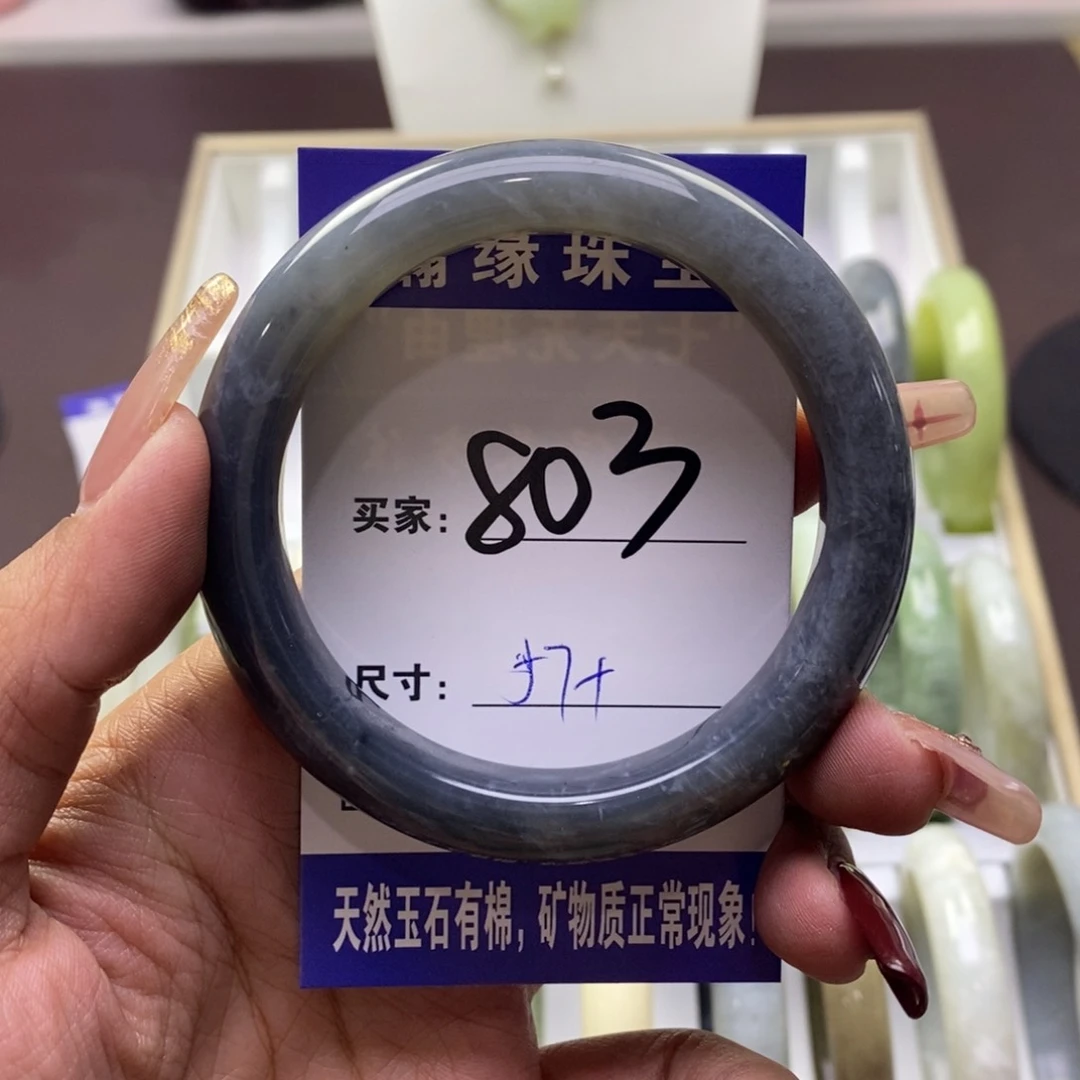 缘珠
买家：803
尺寸：57+
天然玉石有棉，矿物质正常现象！